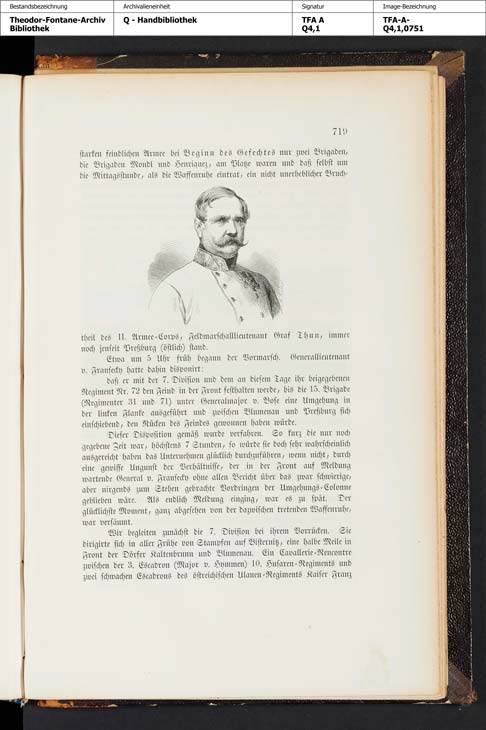 Bestandsbezeichnung Archivalieneinheit Signatur Image-Bezeichnung
Theodor-Fontane-Archiv Q - Handbibliothek TFA A TFA-A-
Bibliothek Q4,1 Q4,1,0751
719
starken feindlichen Armee bei Beginn des Gefechtes nur zwei Brigaden,
die Brigaden Mondl und Henriquez, am Platze waren und daß selbst um
die Mittagsstunde, als die Waffenruhe eintrat, ein nicht unerheblicher Bruch-
theil des II. Armee-Corps, Feldmarschalllieutenant Graf Thun, immer
noch jenseit Preßburg (östlich) stand.
Etwa um 5 Uhr früh begann der Vormarsch. Generallieutenant
v. Fransecky hatte dahin disponirt:
daß er mit der 7. Division und dem an diesem Tage ihr beigegebenen
Regiment Nr. 72 den Feind in der Front festhalten werde, bis die 15. Brigade
(Regimenter 31 und 71) unter Generalmajor v. Bose eine Umgehung in
der linken Flanke ausgeführt und zwischen Blumenau und Preßburg sich
einschiebend, den Rücken des Feindes gewonnen haben würde.
Dieser Disposition gemäß wurde verfahren. So kurz die nur noch
gegebene Zeit war, höchstens 7 Stunden, so würde sie doch sehr wahrscheinlich
ausgereicht haben das Unternehmen glücklich durchzuführen, wenn nicht, durch
eine gewisse Ungunst der Verhältnisse, der in der Front auf Meldung
wartende General v. Fransecky ohne allen Bericht über das zwar schwierige,
aber nirgends zum Stehen gebrachte Vordringen der Umgehungs-Colonne
geblieben wäre. Als endlich Meldung einging, war es zu spät. Der
glücklichste Moment, ganz abgesehen von der dazwischen tretenden Waffenruhe,
war versäumt.
Wir begleiten zunächst die 7. Division bei ihrem Vorrücken. Sie
dirigirte sich in aller Frühe von Stampfen auf Bisternitz, eine halbe Meile in
Front der Dörfer Kaltenbrunn und Blumenau. Ein Cavallerie-Rencontre
zwischen der 3. Escadron (Major v. Hymmen) 10. Husaren-Regiments und
zwei schwachen Escadrons des östreichischen Ulanen-Regiments Kaiser Franz